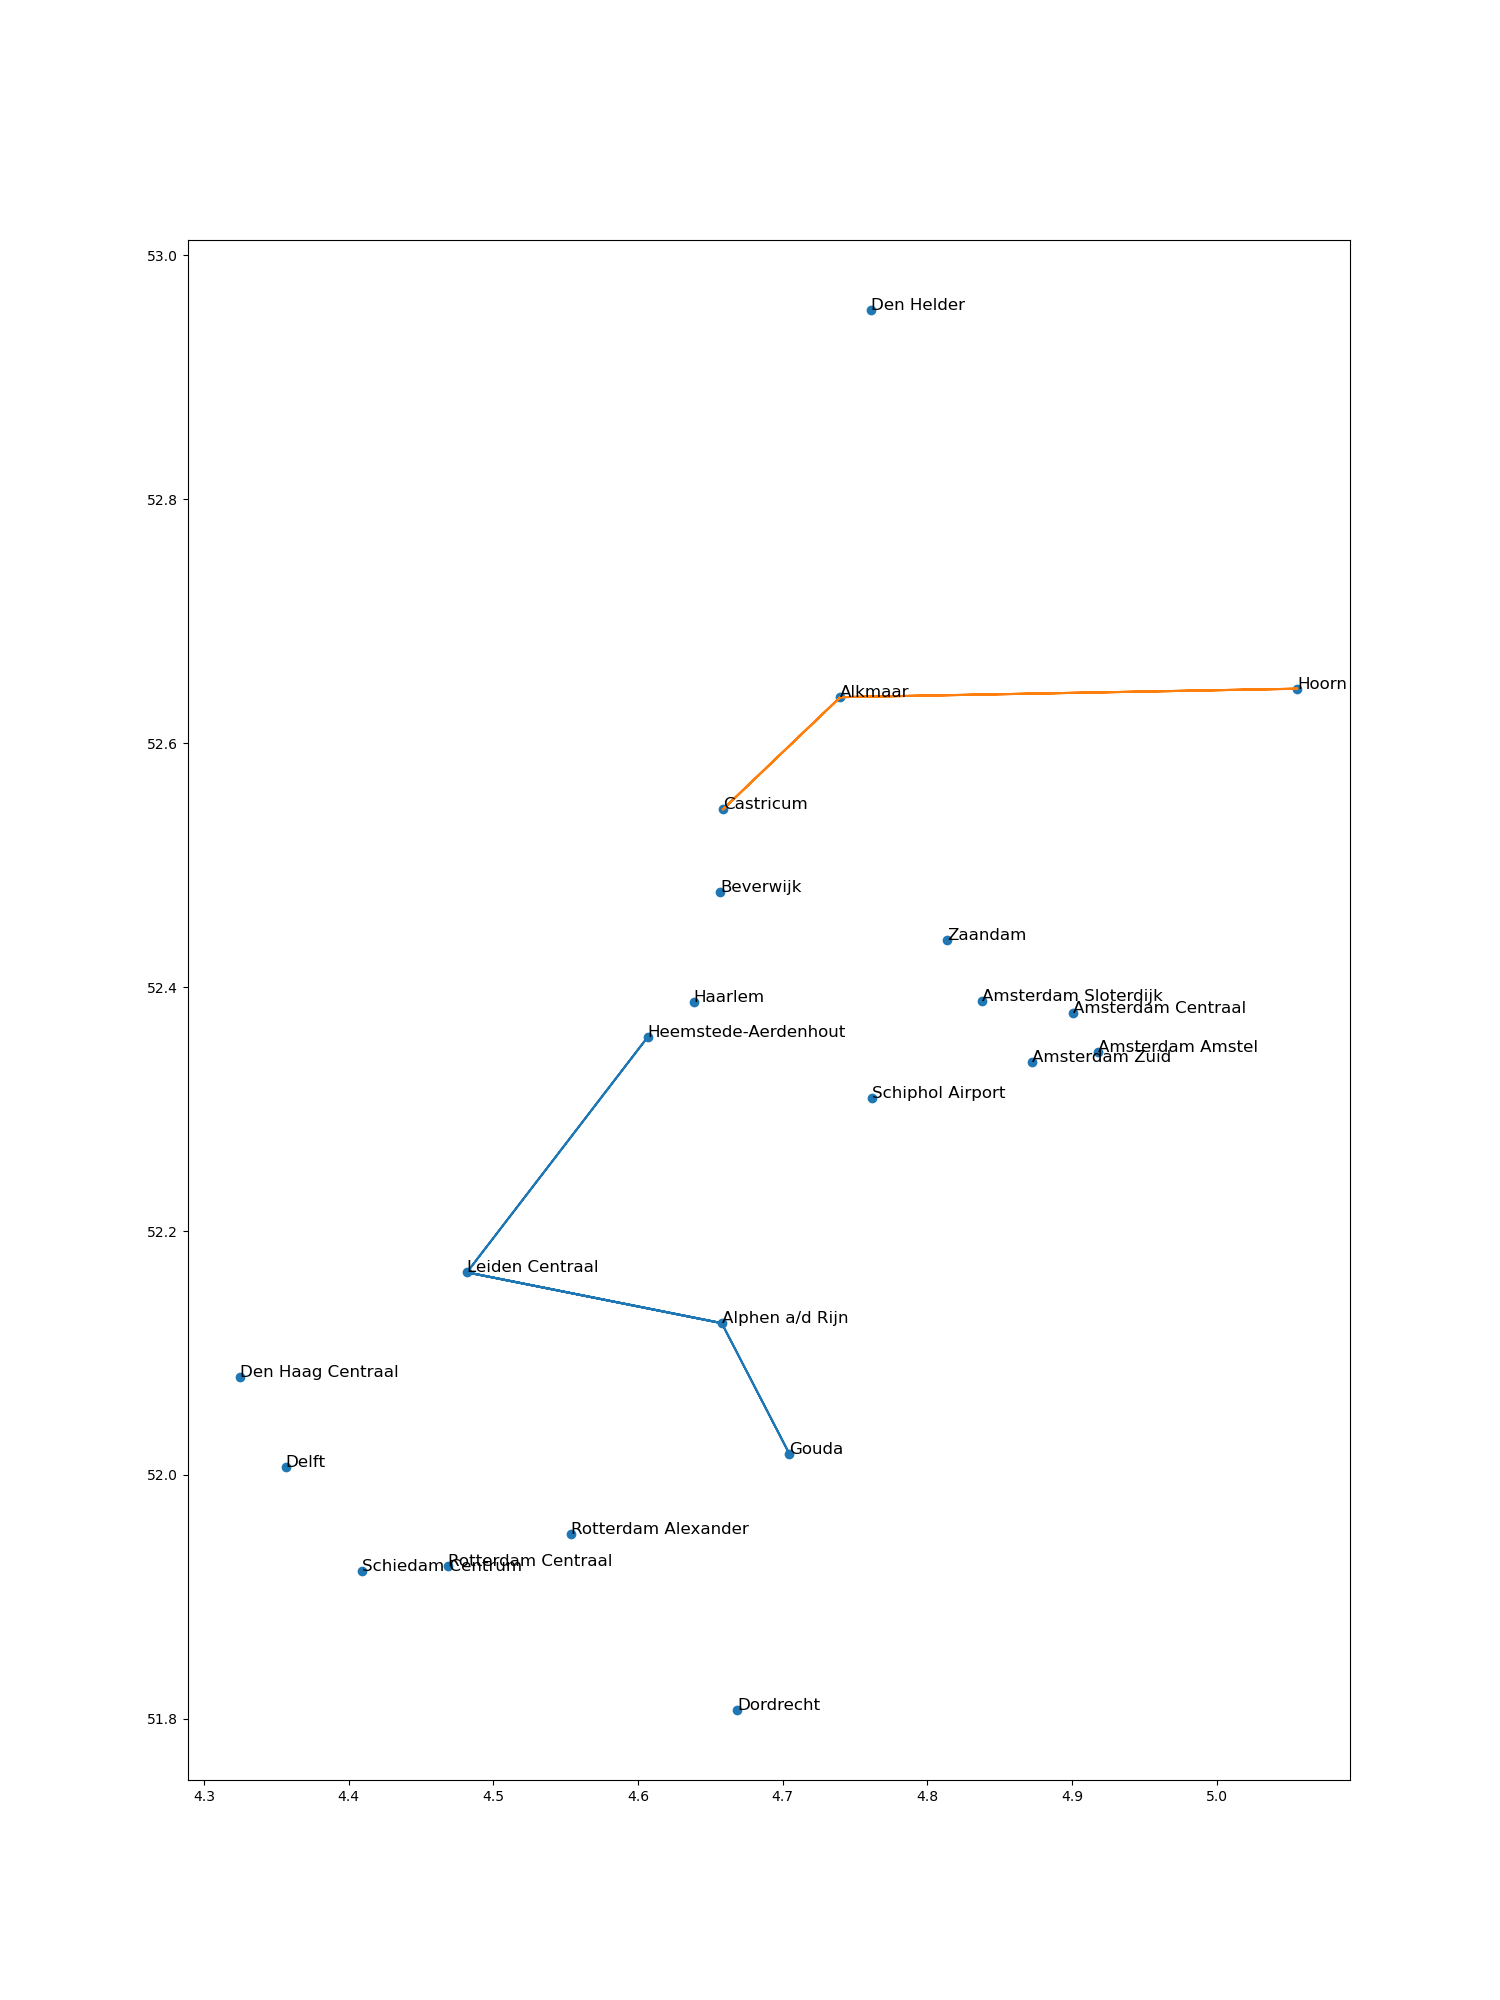 53.0
Den Helder
52.8
Alkmaar
Hoorn
52.6
Castricum
Beverwijk
Zaandam
52.4
Haarlem
Amsterdam Sloterdijk
Amsterdam Centraal
Heemstede-Aerdenhout
Amsterdam Amstel
Amsterdam Zuid
Schiphol Airport
52.2
Leiden Centraal
Alphen a/d Rijn
Den Haag Centraal
Gouda
Delft
52.0
Rotterdam Alexander
Rotterdam Centraal
Schiedam Centrum
Dordrecht
51.8
4.3 4.4 4.5 4.6 4.7 4.8 4.9 5.0